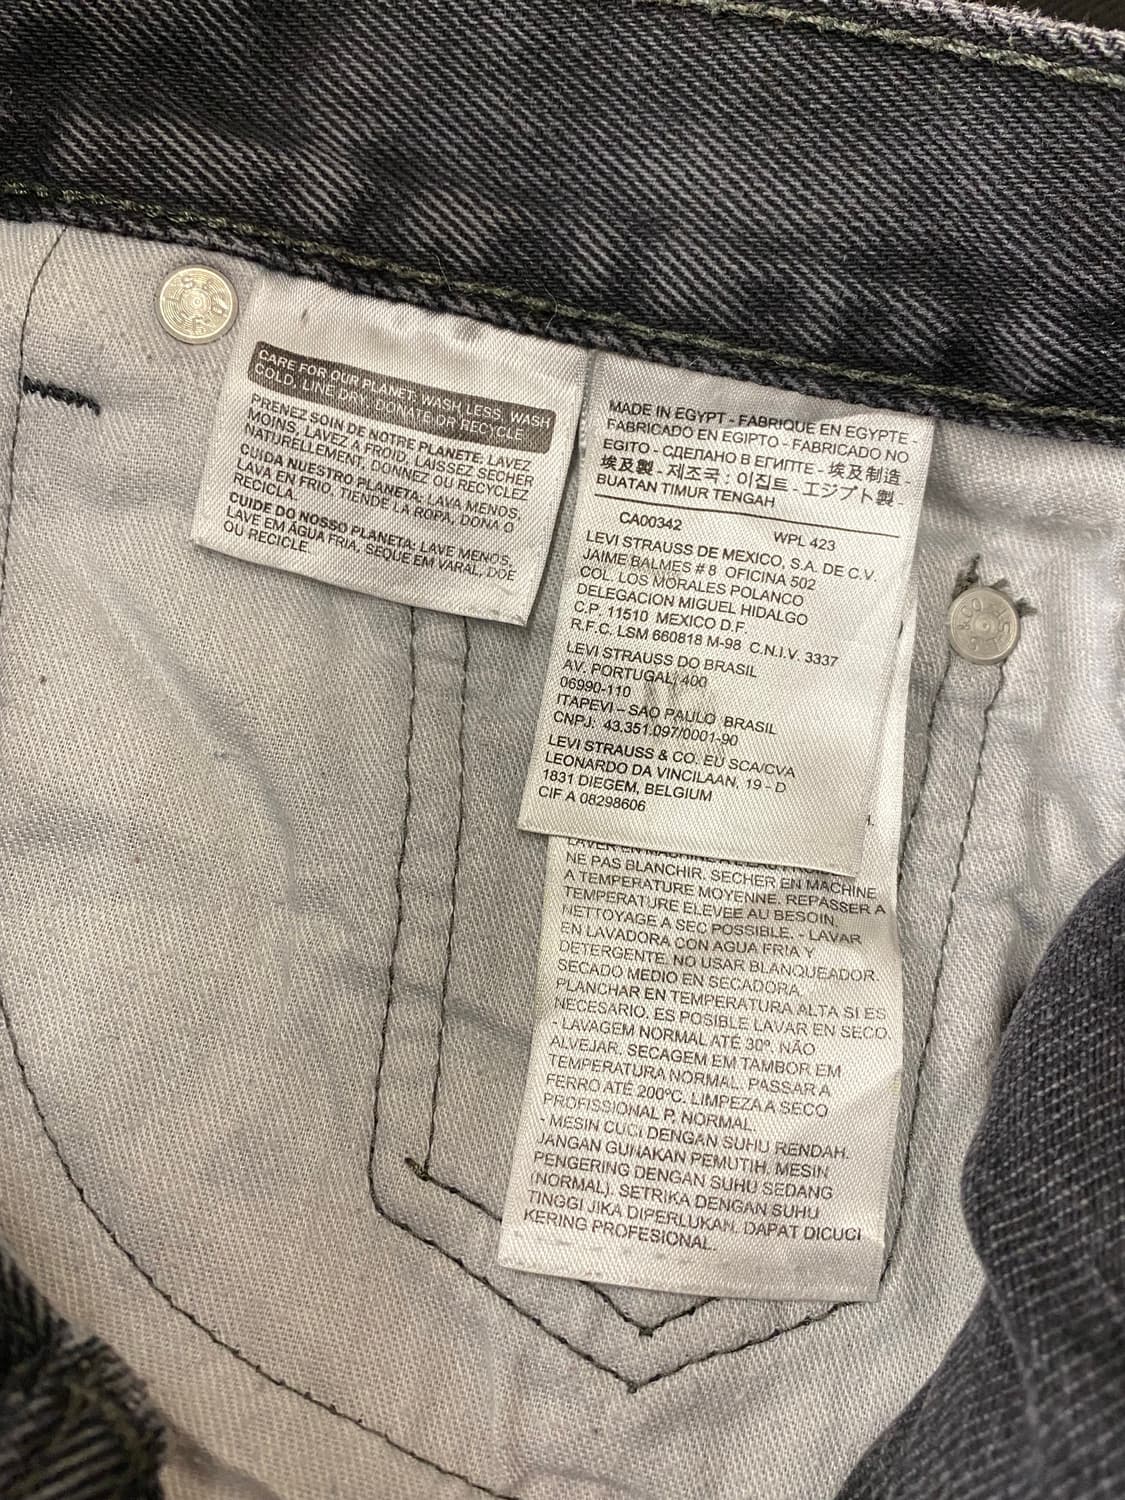 CARE FOR OUR PLANET: WASH LESS, WASH
COLD, LINE DRY, DONATE OR RECYCLE
PRENEZ SOIN DE NOTRE PLANETE: LAVEZ
MOINS, LAVEZ A FROID, LAISSEZ SÉCHER
NATURELLEMENT, DONNEZ OU RECYCLEZ
CUIDA NUESTRO PLANETA: LAVA MENOS,
LAVA EN FRIO, TIENDE LA ROPA, DONA O
RECICLA.
CUIDE DO NOSSO PLANETA: LAVE MENOS,
LAVE EM ÁGUA FRIA, SEQUE EM VARAL, DOE
OU RECICLE.
MADE IN EGYPT - FABRIQUE EN EGYPTE -
FABRICADO EN EGIPTO - FABRICADO NO
EGITO - СДЕЛАНО В ЕГИПТЕ - 埃及制造 -
埃及製 - 제조국 : 이집트 - エジプト製 -
BUATAN TIMUR TENGAH
CA00342 WPL 423
LEVI STRAUSS DE MEXICO, S.A. DE C.V.
JAIME BALMES # 8 OFICINA 502
COL. LOS MORALES POLANCO
DELEGACION MIGUEL HIDALGO
C.P. 11510 MEXICO D.F.
R.F.C. LSM 660818 M-98 C.N.I.V. 3337
LEVI STRAUSS DO BRASIL
AV. PORTUGAL, 400
06990-110
ITAPEVI – SAO PAULO BRASIL
CNPJ: 43.351.097/0001-90
LEVI STRAUSS & CO. EU SCA/CVA
LEONARDO DA VINCILAAN, 19 - D
1831 DIEGEM, BELGIUM
CIF A 08298606
H.
LAVER EN MACHINE A L'EAU
NE PAS BLANCHIR. SECHER EN MACHINE
A TEMPERATURE MOYENNE. REPASSER A
TEMPERATURE ELEVEE AU BESOIN.
NETTOYAGE A SEC POSSIBLE. - LAVAR
EN LAVADORA CON AGUA FRIA Y
DETERGENTE. NO USAR BLANQUEADOR.
SECADO MEDIO EN SECADORA.
PLANCHAR EN TEMPERATURA ALTA SI ES
NECESARIO. ES POSIBLE LAVAR EN SECO.
- LAVAGEM NORMAL ATÉ 30º. NÃO
ALVEJAR. SECAGEM EM TAMBOR EM
TEMPERATURA NORMAL. PASSAR A
FERRO ATÉ 200ºC. LIMPEZA A SECO
PROFISSIONAL P, NORMAL
- MESIN CUCI DENGAN SUHU RENDAH.
JANGAN GUNAKAN PEMUTIH. MESIN
PENGERING DENGAN SUHU SEDANG
(NORMAL). SETRIKA DENGAN SUHU
TINGGI JIKA DIPERLUKAN. DAPAT DICUCI
KERING PROFESIONAL.